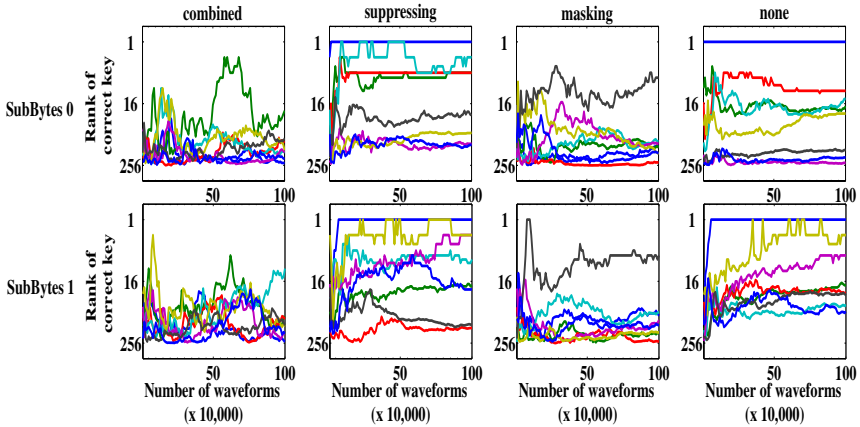 combined suppressing masking none
SubBytes 0
Rank of
correct key
1 1 1 1
16 16 16 16
256 256 256 256
50 100 50 100 50 100 50 100
SubBytes 1
Rank of
correct key
1 1 1 1
16 16 16 16
256 256 256 256
50 100 50 100 50 100 50 100
Number of waveforms Number of waveforms Number of waveforms Number of waveforms
(x 10,000) (x 10,000) (x 10,000) (x 10,000)